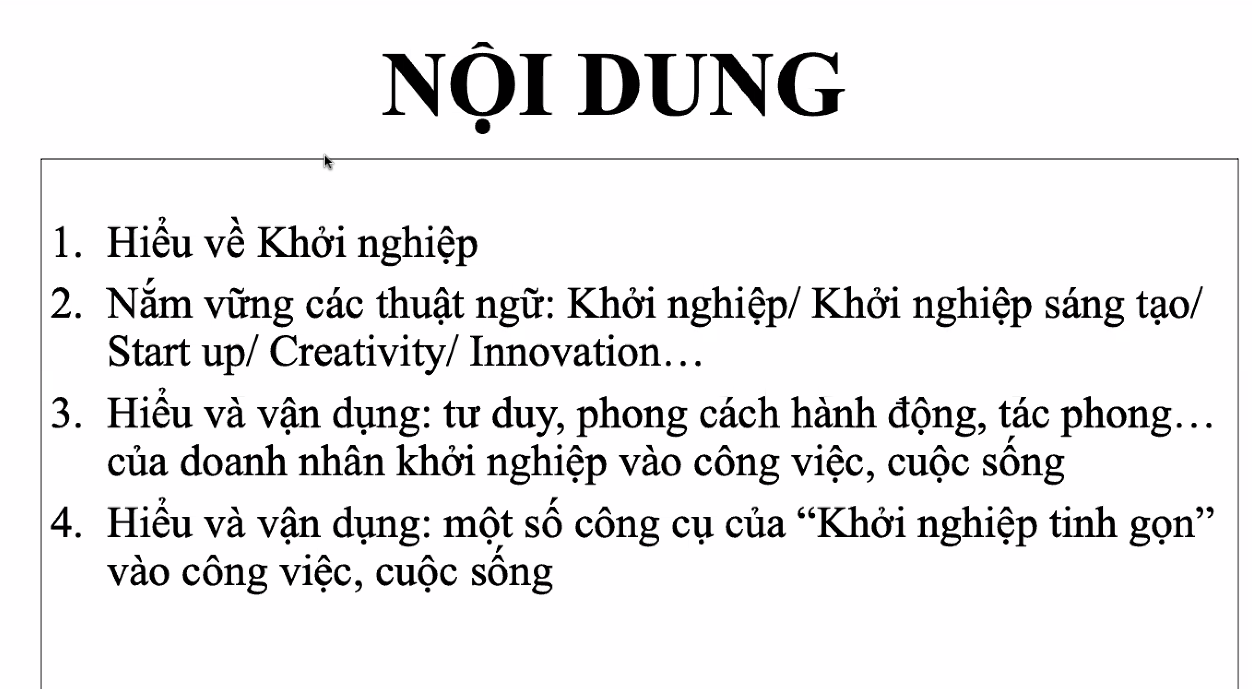 NỘI DUNG
1. Hiểu về Khởi nghiệp
2. Nắm vững các thuật ngữ: Khởi nghiệp/ Khởi nghiệp sáng tạo/
Start up/ Creativity/ Innovation…
3. Hiểu và vận dụng: tư duy, phong cách hành động, tác phong…
của doanh nhân khởi nghiệp vào công việc, cuộc sống
4. Hiểu và vận dụng: một số công cụ của “Khởi nghiệp tinh gọn”
vào công việc, cuộc sống